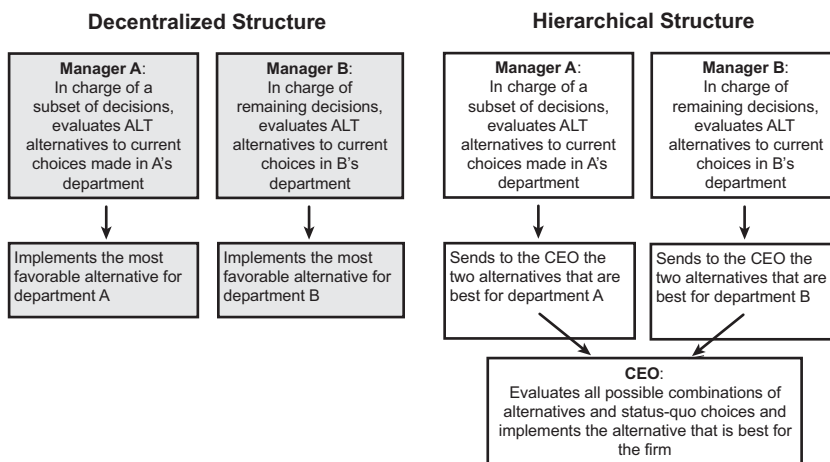 Decentralized Structure
Manager A:
In charge of a
subset of decisions,
evaluates ALT
alternatives to current
choices made in A's
department
Manager B:
In charge of
remaining decisions,
evaluates ALT
alternatives to current
choices in B's
department
Implements the most
favorable alternative for
department A
Implements the most
favorable alternative for
department B
Hierarchical Structure
Manager A:
In charge of a
subset of decisions,
evaluates ALT
alternatives to current
choices made in A's
department
Manager B:
In charge of
remaining decisions,
evaluates ALT
alternatives to current
choices in B's
department
Sends to the CEO the
two alternatives that are
best for department A
Sends to the CEO the
two alternatives that are
best for department B
CEO:
Evaluates all possible combinations of
alternatives and status-quo choices and
implements the alternative that is best for
the firm